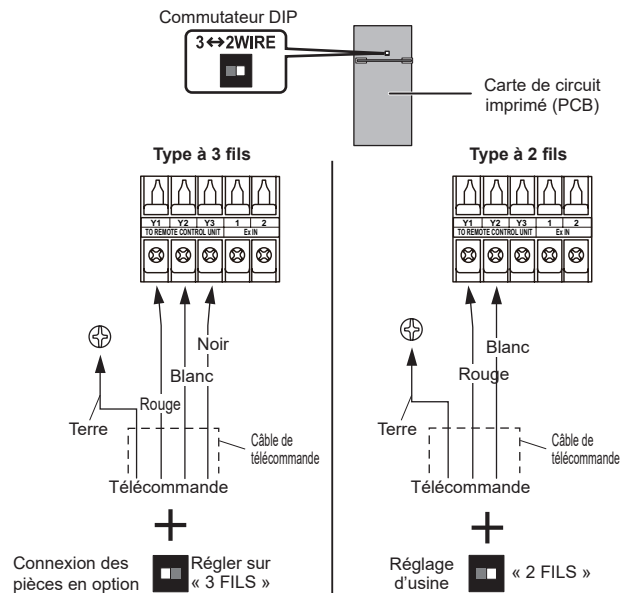 Commutateur DIP
3↔2WIRE
Carte de circuit
imprimé (PCB)
Type à 3 fils
Y1 Y2 Y3 1 2
TO REMOTE CONTROL UNIT Ex IN
Noir
Blanc
Rouge
Terre
Câble de
télécommande
Télécommande
+
Connexion des
pièces en option
Régler sur
« 3 FILS »
Type à 2 fils
Y1 Y2 Y3 1 2
TO REMOTE CONTROL UNIT Ex IN
Blanc
Rouge
Terre
Câble de
télécommande
Télécommande
+
Réglage
d'usine
« 2 FILS »